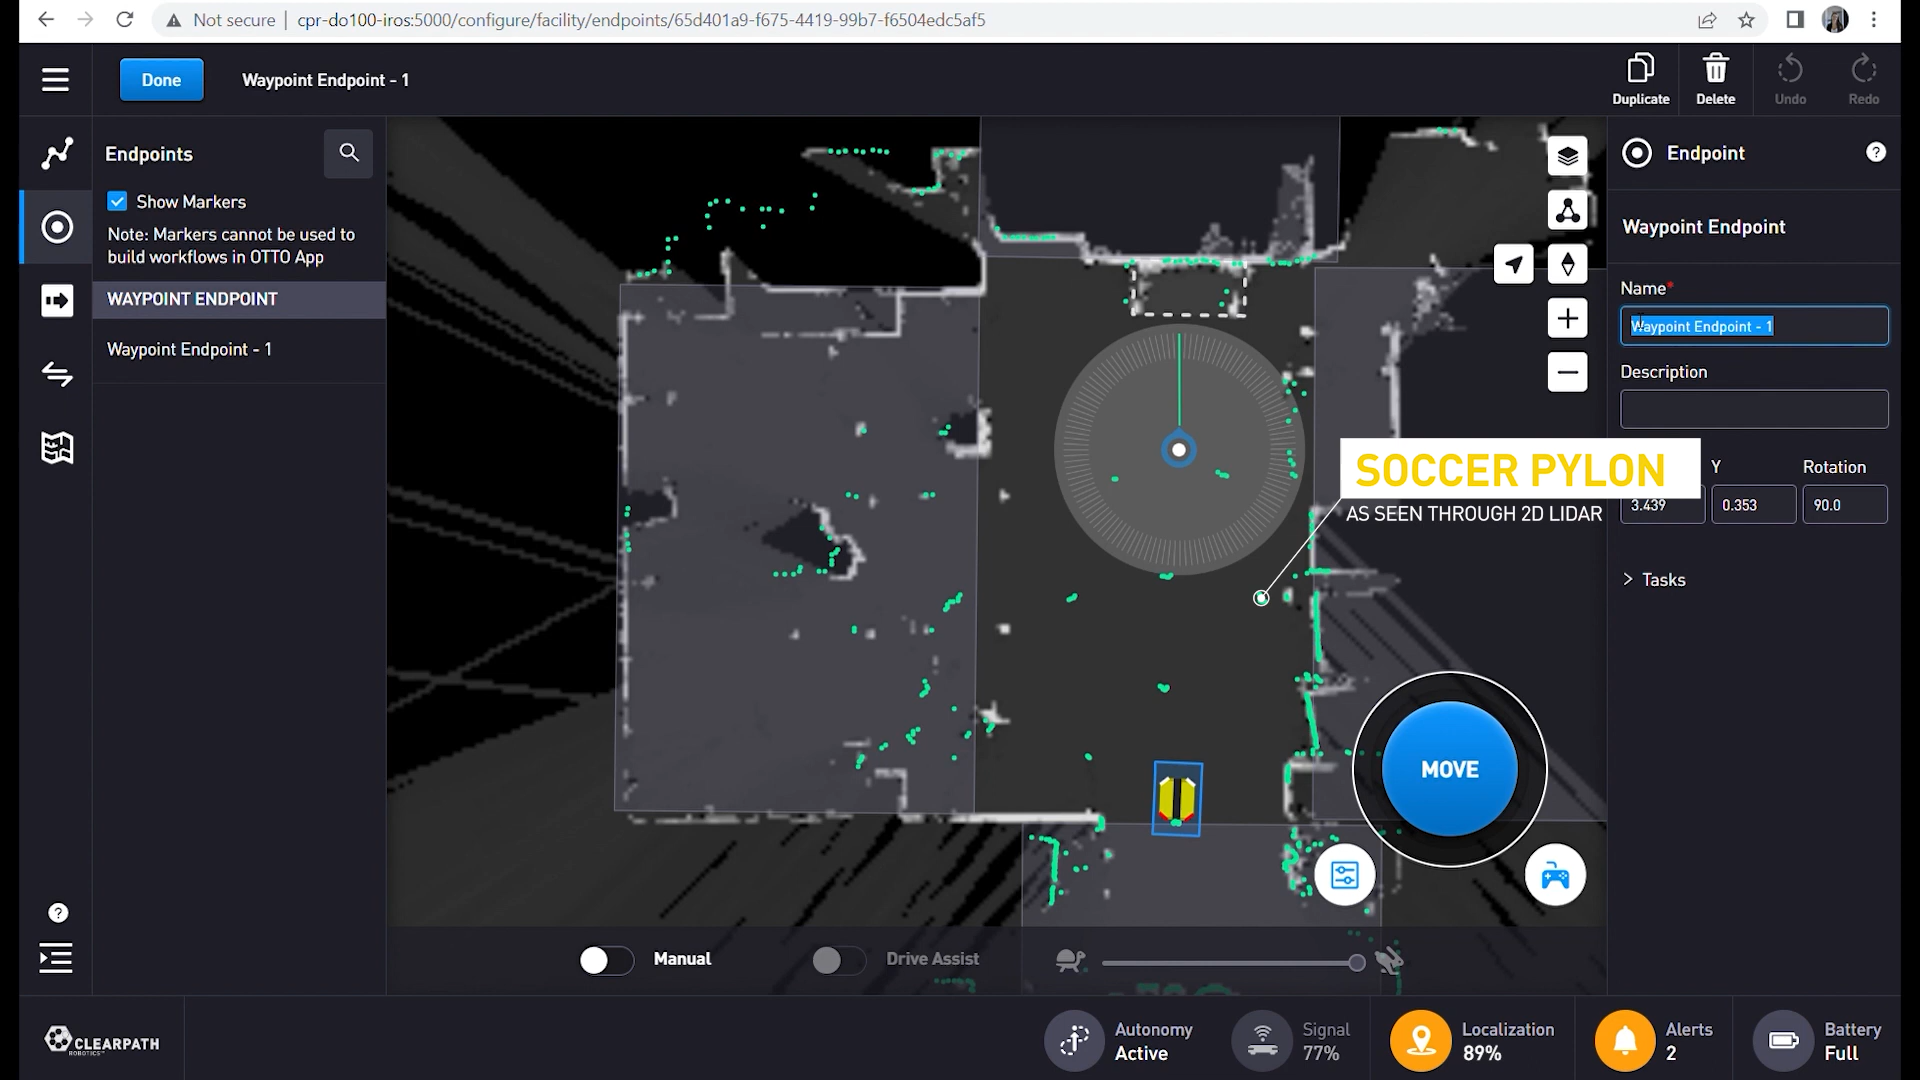 Not secure
cpr-do100-iros:5000/configure/facility/endpoints/65d401a9-f675-4419-99b7-f6504edc5af5
Done
Waypoint Endpoint - 1
Duplicate
Delete
Undo
Redo
Endpoints
Show Markers
Note: Markers cannot be used to
build workflows in OTTO App
WAYPOINT ENDPOINT
Waypoint Endpoint - 1
Endpoint
Waypoint Endpoint
Name*
Waypoint Endpoint - 1
Description
SOCCER PYLON
AS SEEN THROUGH 2D LIDAR
Y
Rotation
3.439
0.353
90.0
Tasks
MOVE
Manual
Drive Assist
CLEARPATH
ROBOTICS
Autonomy
Active
Signal
77%
Localization
89%
Alerts
2
Battery
Full